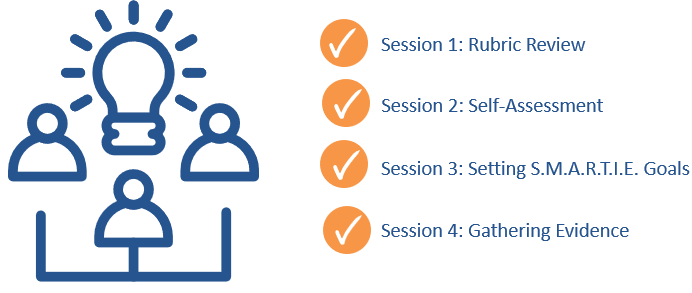 Session 1: Rubric Review
Session 2: Self-Assessment
Session 3: Setting S.M.A.R.T.I.E. Goals
Session 4: Gathering Evidence